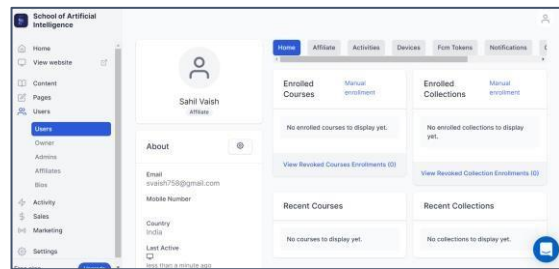 School of Artificial
Intelligence
Home
View website
Content
Pages
Users
Users
Owner
Admins
Affiliates
Bios
Activity
Sales
Marketing
Settings
Sahil Vaish
Affiliate
About
Email
svaish758@gmail.com
Mobile Number
Country
India
Last Active
less than a minute ago
Home Affiliate Activities Devices Fcm Tokens Notifications
Enrolled
Courses
Manual
enrollment
No enrolled courses to display yet.
View Revoked Courses Enrollments (0)
Enrolled
Collections
Manual
enrollment
No enrolled collections to display
yet.
View Revoked Collection Enrollments (0)
Recent Courses
No courses to display yet.
Recent Collections
No collections to display yet.